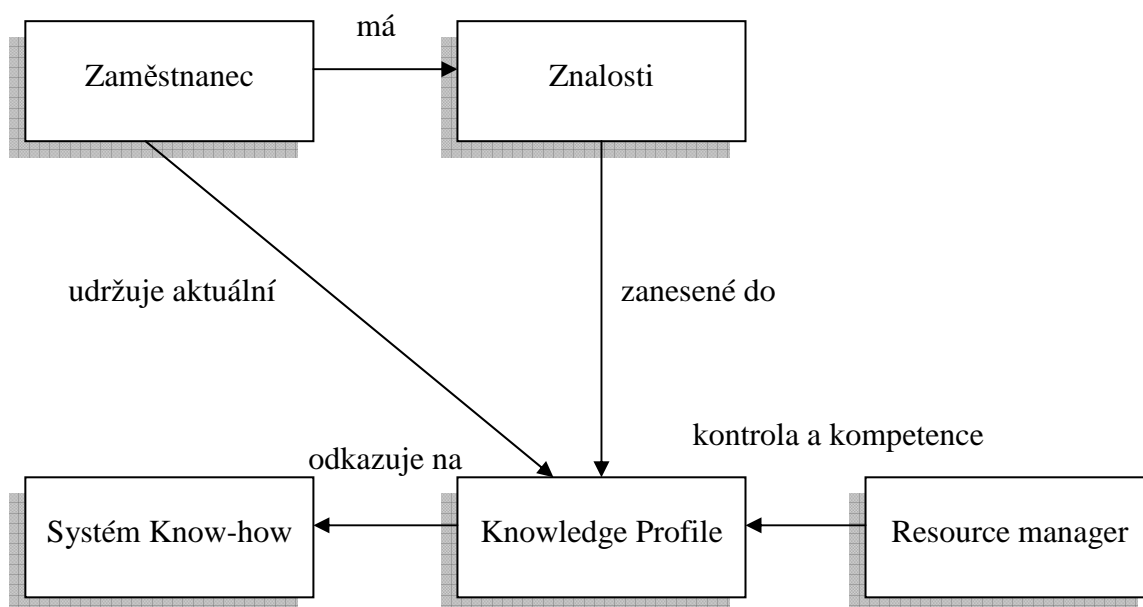 má
Zaměstnanec
Znalosti
udržuje aktuální
zanesené do
kontrola a kompetence
odkazuje na
Systém Know-how
Knowledge Profile
Resource manager